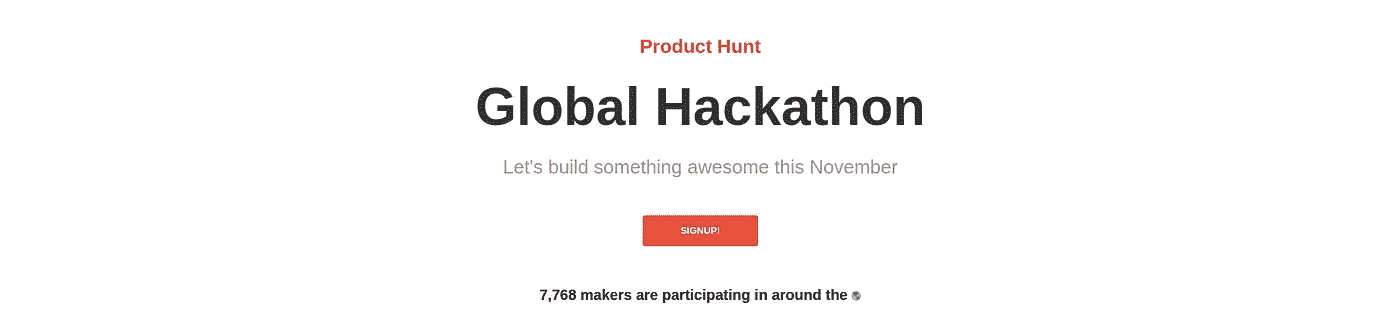 Product Hunt
Global Hackathon
Let's build something awesome this November
SIGNUP!
7,768 makers are participating in around the